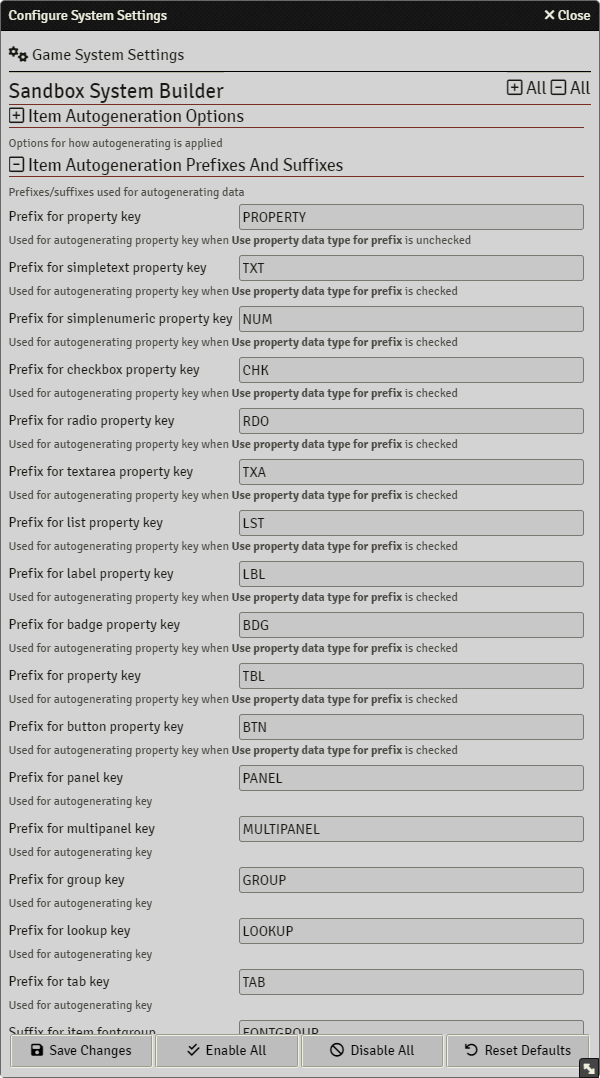 Configure System Settings
Close
Game System Settings
Sandbox System Builder
All All
Item Autogeneration Options
Options for how autogenerating is applied
Item Autogeneration Prefixes And Suffixes
Prefixes/suffixes used for autogenerating data
Prefix for property key PROPERTY
Used for autogenerating property key when Use property data type for prefix is unchecked
Prefix for simpletext property key TXT
Used for autogenerating property key when Use property data type for prefix is checked
Prefix for simplenumeric property key NUM
Used for autogenerating property key when Use property data type for prefix is checked
Prefix for checkbox property key CHK
Used for autogenerating property key when Use property data type for prefix is checked
Prefix for radio property key RDO
Used for autogenerating property key when Use property data type for prefix is checked
Prefix for textarea property key TXA
Used for autogenerating property key when Use property data type for prefix is checked
Prefix for list property key LST
Used for autogenerating property key when Use property data type for prefix is checked
Prefix for label property key LBL
Used for autogenerating property key when Use property data type for prefix is checked
Prefix for badge property key BDG
Used for autogenerating property key when Use property data type for prefix is checked
Prefix for property key TBL
Used for autogenerating property key when Use property data type for prefix is checked
Prefix for button property key BTN
Used for autogenerating property key when Use property data type for prefix is checked
Prefix for panel key PANEL
Used for autogenerating key
Prefix for multipanel key MULTIPANEL
Used for autogenerating key
Prefix for group key GROUP
Used for autogenerating key
Prefix for lookup key LOOKUP
Used for autogenerating key
Prefix for tab key TAB
Used for autogenerating key
Suffix for item fontgroup FONTGROUP
Save Changes Enable All Disable All Reset Defaults